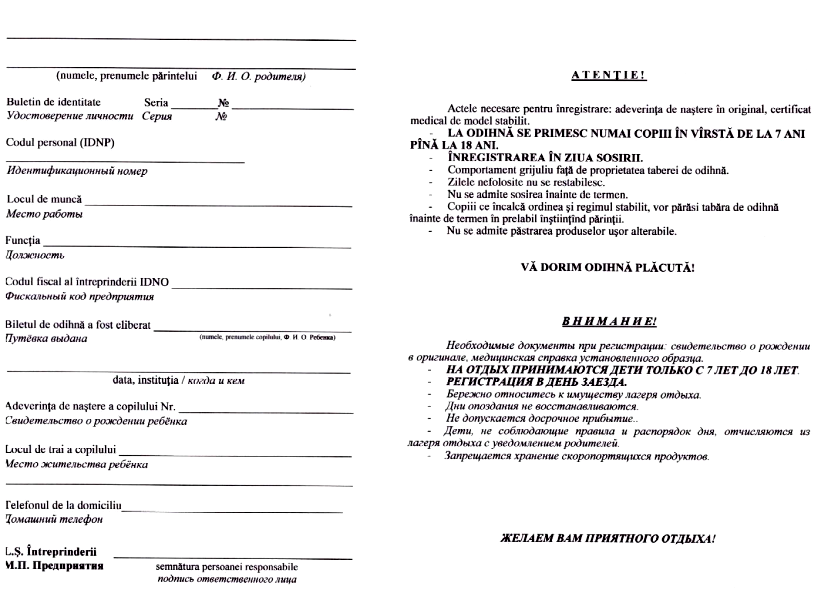 (numele, prenumele părintelui Ф. И. О. родителя)
Buletin de identitate Seria ________ № ________
Удостоверение личности Серия №
Codul personal (IDNP)
Идентификационный номер
Locul de muncă
Место работы
Funcția
Должность
Codul fiscal al întreprinderii IDNO
Фискальный код предприятия
Biletul de odihnă a fost eliberat
Путёвка выдана (numele, prenumele copilului, Ф. И. О. Ребенка)
data, instituția / когда и кем
Adeverința de naștere a copilului Nr.
Свидетельство о рождении ребёнка
Locul de trai a copilului
Место жительства ребёнка
Telefonul de la domiciliu
Домашний телефон
L.Ș. Întreprinderii
М.П. Предприятия semnătura persoanei responsabile
подпись ответственного лица
ATENȚIE!
Actele necesare pentru înregistrare: adeverința de naștere în original, certificat
medical de model stabilit.
- LA ODIHNĂ SE PRIMESC NUMAI COPIII ÎN VÎRSTĂ DE LA 7 ANI
PÎNĂ LA 18 ANI.
- ÎNREGISTRAREA ÎN ZIUA SOSIRII.
- Comportament grijuliu față de proprietatea taberei de odihnă.
- Zilele nefolosite nu se restabilesc.
- Nu se admite sosirea înainte de termen.
- Copiii ce încalcă ordinea și regimul stabilit, vor părăsi tabăra de odihnă
înainte de termen în prelabil înștiințînd părinții.
- Nu se admite păstrarea produselor ușor alterabile.
VĂ DORIM ODIHNĂ PLĂCUTĂ!
ВНИМАНИЕ!
Необходимые документы при регистрации: свидетельство о рождении
в оригинале, медицинская справка установленного образца.
- НА ОТДЫХ ПРИНИМАЮТСЯ ДЕТИ ТОЛЬКО С 7 ЛЕТ ДО 18 ЛЕТ.
- РЕГИСТРАЦИЯ В ДЕНЬ ЗАЕЗДА.
- Бережно относитесь к имуществу лагеря отдыха.
- Дни опоздания не восстанавливаются.
- Не допускается досрочное прибытие..
- Дети, не соблюдающие правила и распорядок дня, отчисляются из
лагеря отдыха с уведомлением родителей.
- Запрещается хранение скоропортящихся продуктов.
ЖЕЛАЕМ ВАМ ПРИЯТНОГО ОТДЫХА!